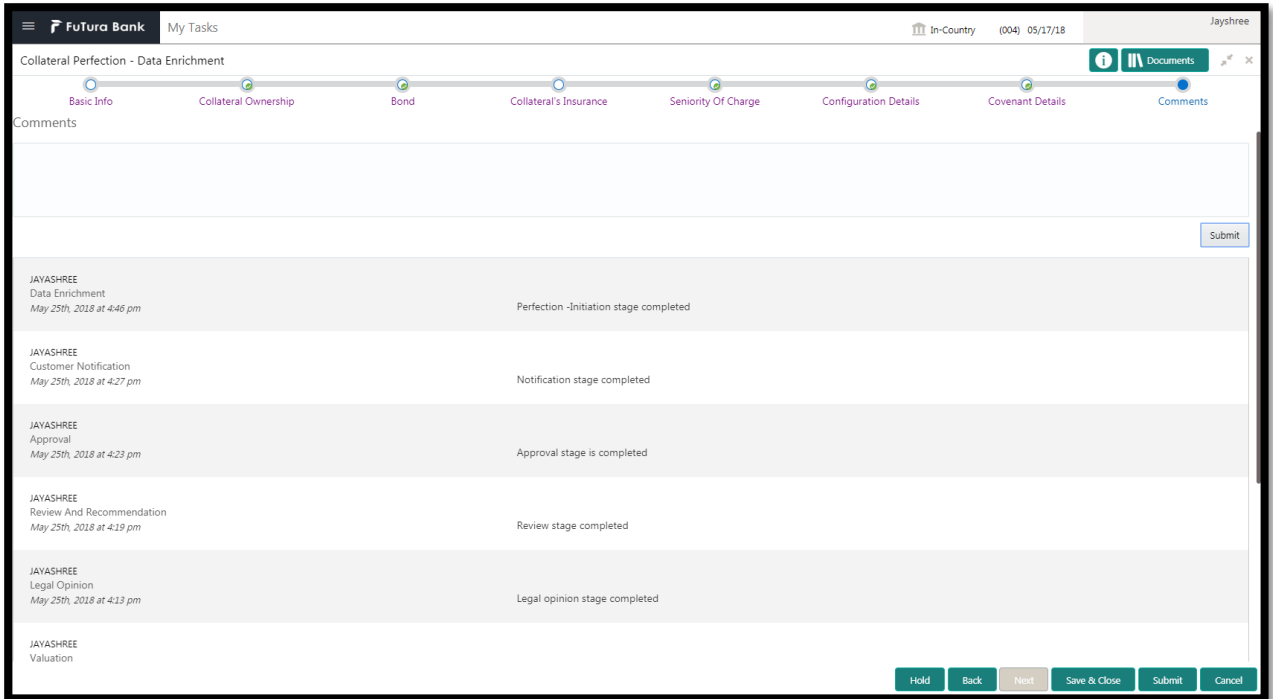 FuTura Bank
My Tasks
In-Country (004) 05/17/18
Jayshree
Collateral Perfection - Data Enrichment
i
Documents
Basic Info
Collateral Ownership
Bond
Collateral's Insurance
Seniority Of Charge
Configuration Details
Covenant Details
Comments
Comments
Submit
JAYASHREE
Data Enrichment
May 25th, 2018 at 4:46 pm
Perfection -Initiation stage completed
JAYASHREE
Customer Notification
May 25th, 2018 at 4:27 pm
Notification stage completed
JAYASHREE
Approval
May 25th, 2018 at 4:23 pm
Approval stage is completed
JAYASHREE
Review And Recommendation
May 25th, 2018 at 4:19 pm
Review stage completed
JAYASHREE
Legal Opinion
May 25th, 2018 at 4:13 pm
Legal opinion stage completed
JAYASHREE
Valuation
Hold
Back
Next
Save & Close
Submit
Cancel